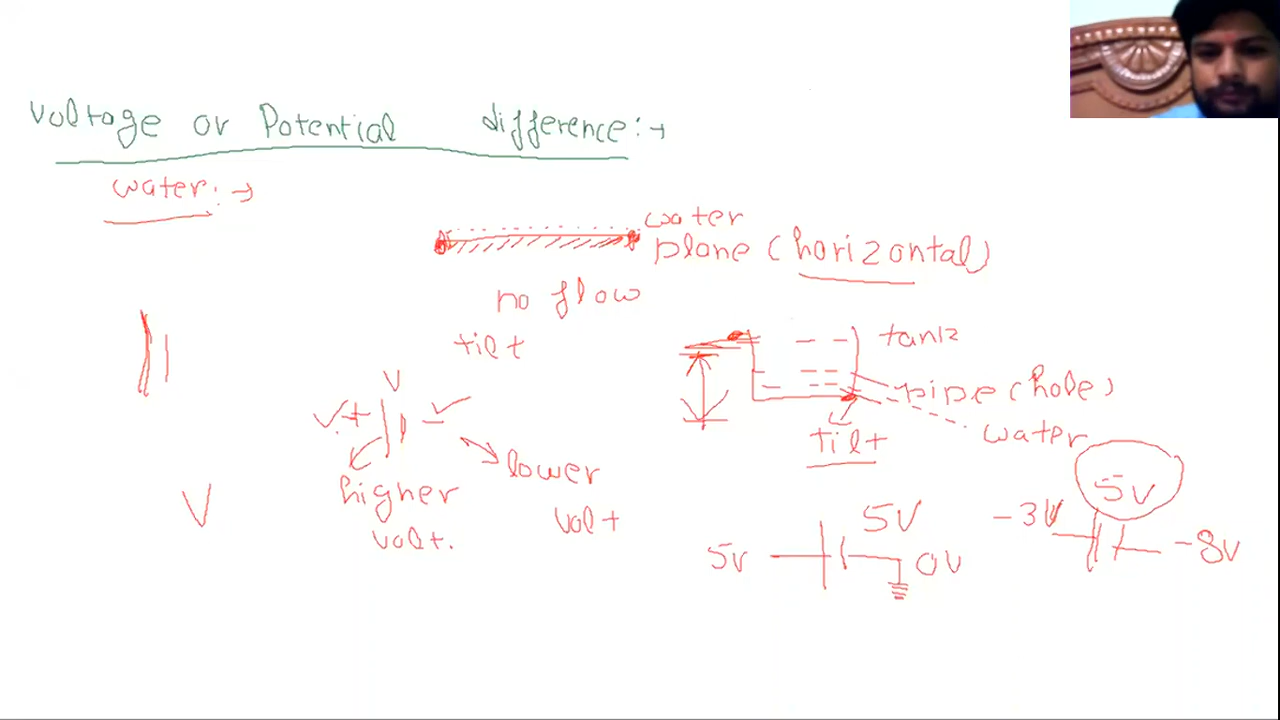 Voltage or Potential difference:→
water:→
water
plane (horizontal)
no flow
tilt
tank
pipe (hole)
water
tilt
V
+ -
higher
volt.
lower
volt
V
5V
5V
0V
5V
-3V
-8V